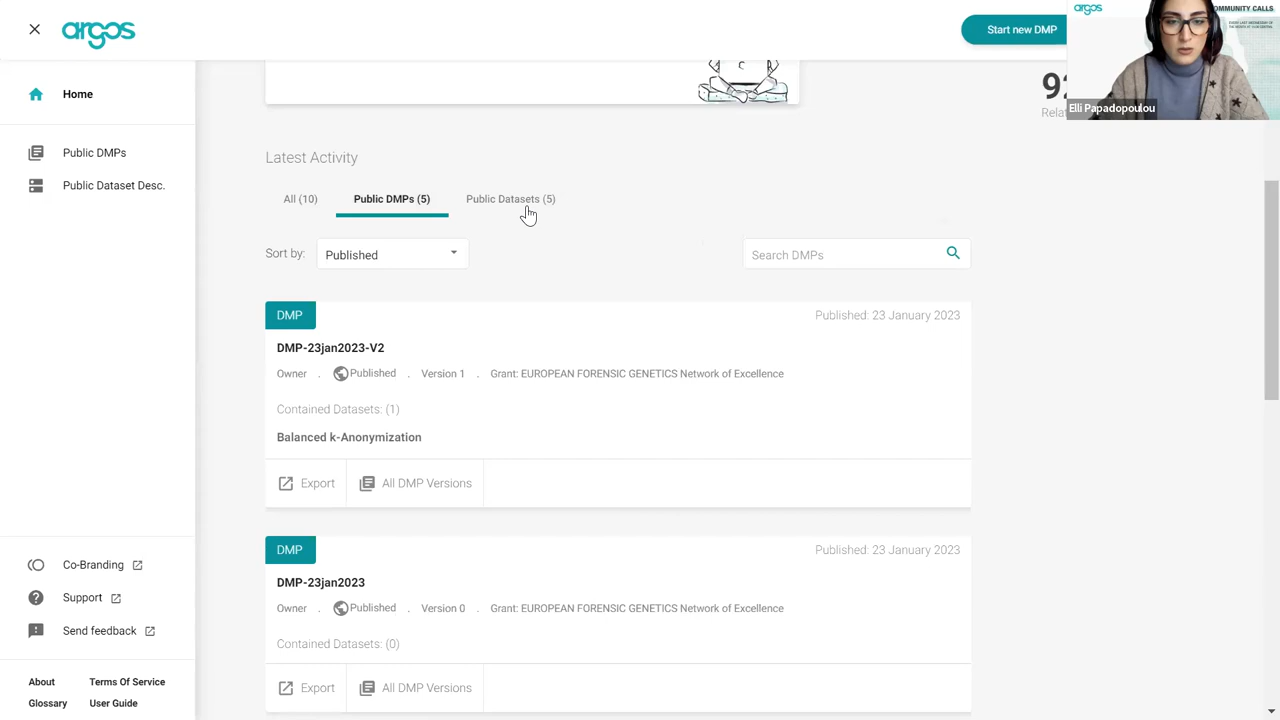 argos
Start new DMP
argos
COMMUNITY CALLS
Elli Papadopoulou
Home
Public DMPs
Public Dataset Desc.
Co-Branding
Support
Send feedback
About
Terms Of Service
Glossary
User Guide
Latest Activity
All (10)
Public DMPs (5)
Public Datasets (5)
Sort by:
Published
Search DMPs
DMP
Published: 23 January 2023
DMP-23jan2023-V2
Owner . Published . Version 1 . Grant: EUROPEAN FORENSIC GENETICS Network of Excellence
Contained Datasets: (1)
Balanced k-Anonymization
Export
All DMP Versions
DMP
Published: 23 January 2023
DMP-23jan2023
Owner . Published . Version 0 . Grant: EUROPEAN FORENSIC GENETICS Network of Excellence
Contained Datasets: (0)
Export
All DMP Versions